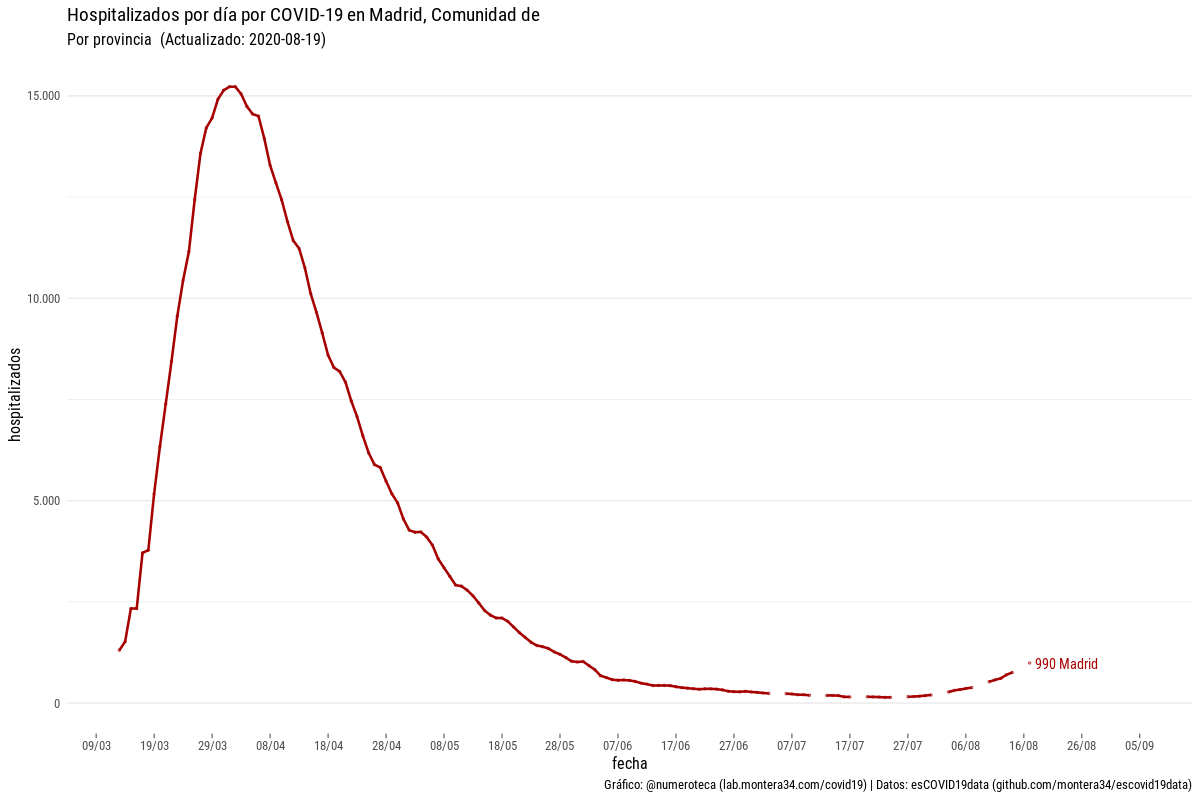 Hospitalizados por día por COVID-19 en Madrid, Comunidad de
Por provincia  (Actualizado: 2020-08-19)
hospitalizados
15.000
10.000
5.000
0
990 Madrid
09/03 19/03 29/03 08/04 18/04 28/04 08/05 18/05 28/05 07/06 17/06 27/06 07/07 17/07 27/07 06/08 16/08 26/08 05/09
fecha
Gráfico: @numeroteca (lab.montera34.com/covid19) | Datos: esCOVID19data (github.com/montera34/escovid19data)